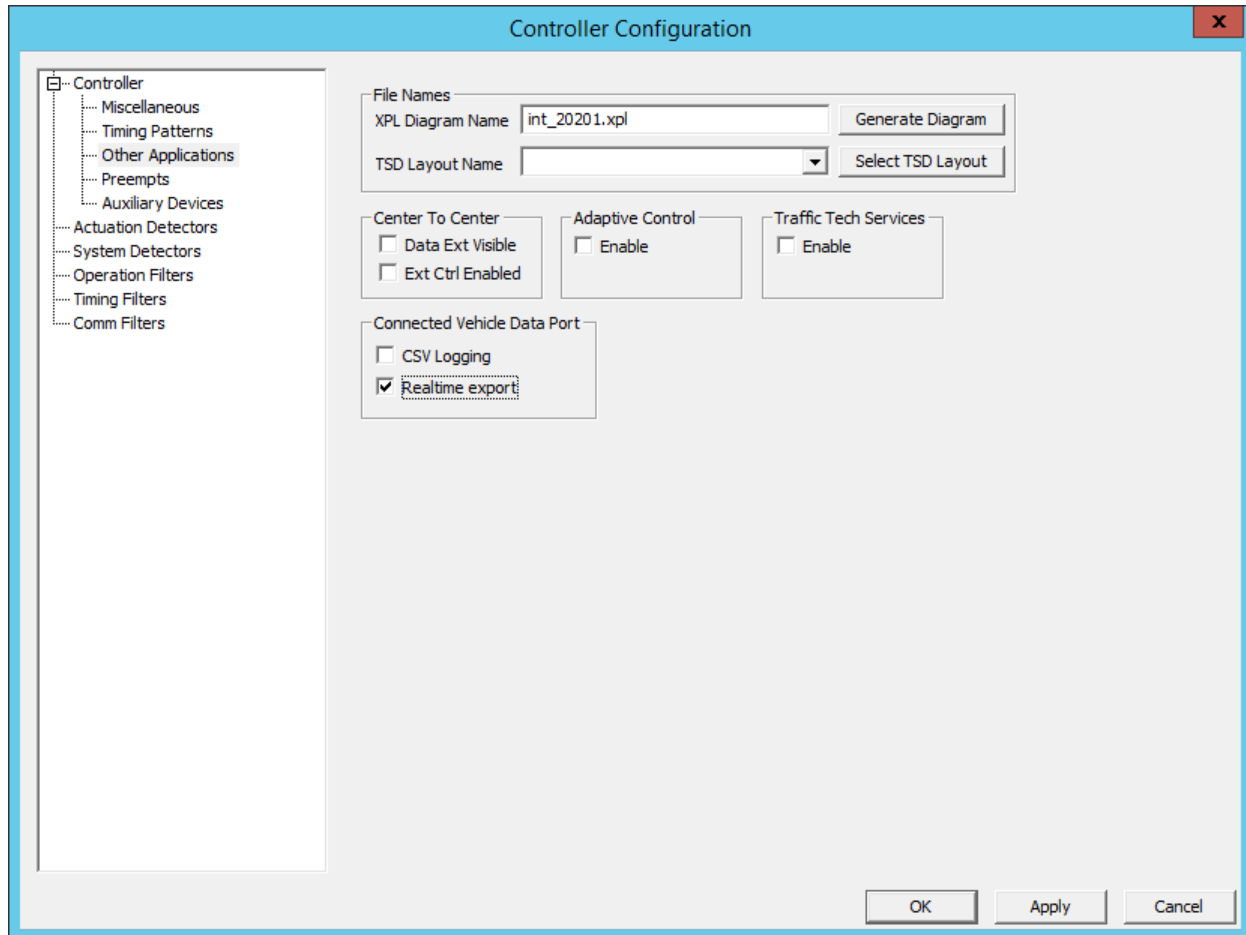 Controller Configuration
x
Controller
Miscellaneous
Timing Patterns
Other Applications
Preempts
Auxiliary Devices
Actuation Detectors
System Detectors
Operation Filters
Timing Filters
Comm Filters
File Names
XPL Diagram Name int_20201.xpl Generate Diagram
TSD Layout Name Select TSD Layout
Center To Center Adaptive Control Traffic Tech Services
Data Ext Visible Enable Enable
Ext Ctrl Enabled
Connected Vehicle Data Port
CSV Logging
Realtime export
OK Apply Cancel